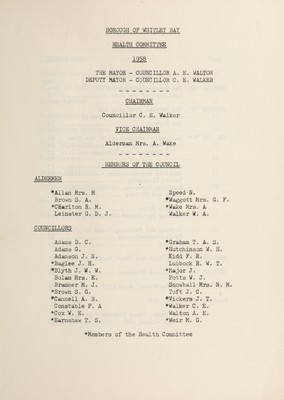 BOROUGH OF WHITLEY BAY
HEALTH COMMITTEE
1958
THE MAYOR - COUNCILLOR A. E. WALTON
DEPUTY MAYOR - COUNCILLOR C. E. WALKER
CHAIRMAN
Councillor C. E. Walker
VICE CHAIRMAN
Alderman Mrs. A. Wake
MEMBERS OF THE COUNCIL
ALDERMEN
*Allan Mrs. M Speed N.
Brown S. A. *Waggott Mrs. G. F.
*Charlton N. M. *Wake Mrs. A
Leinster G. D. J. Walker W. A.
COUNCILLORS
Adams D. C. *Graham T. A. S.
Adams G. *Hutchinson W. H.
Adamson J. N. Kidd F. R.
*Baglee J. H. Lubbock R. W. T.
*Blyth J. W. W. *Major J.
Bolam Mrs. E. Potts W. J.
Branner M. J. Snowball Mrs. N. M.
*Brown S. G. Toft J. C.
*Cannell A. B. *Vickers J. T.
Constable F. A *Walker C. E.
*Cox W. E. Walton A. E.
*Earnshaw T. S. *Weir M. G.
*Members of the Health Committee